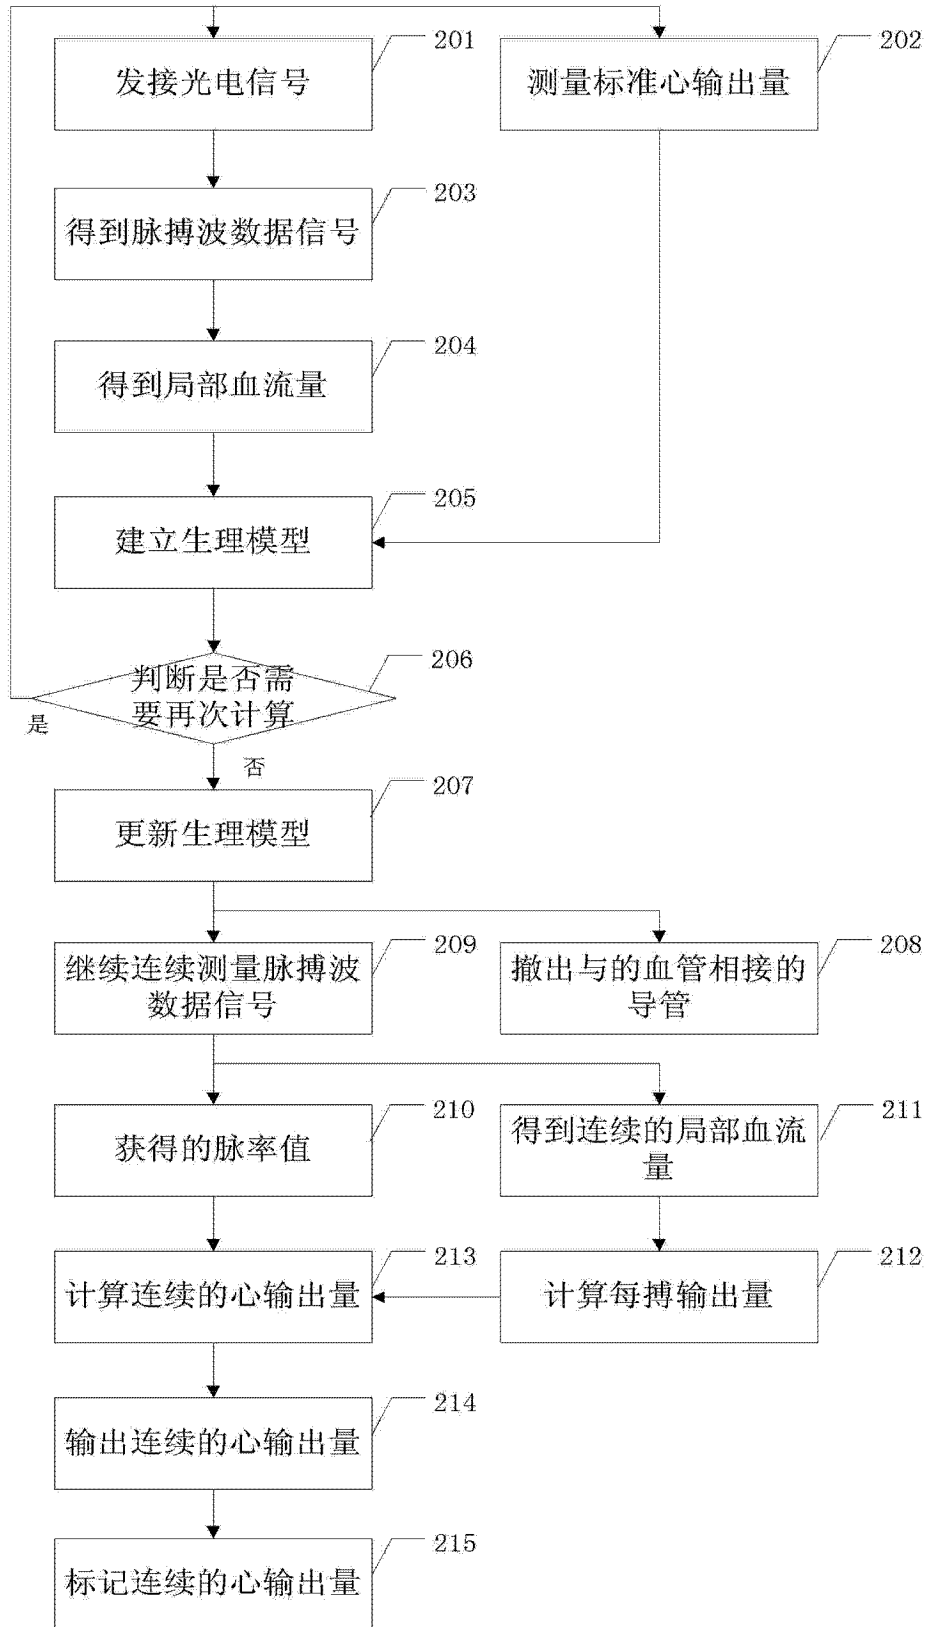 201
发接光电信号
202
测量标准心输出量
203
得到脉搏波数据信号
204
得到局部血流量
205
建立生理模型
206
判断是否需
要再次计算
是
否
207
更新生理模型
209
继续连续测量脉搏波
数据信号
208
撤出与的血管相接的
导管
210
获得的脉率值
211
得到连续的局部血流
量
213
计算连续的心输出量
212
计算每搏输出量
214
输出连续的心输出量
215
标记连续的心输出量